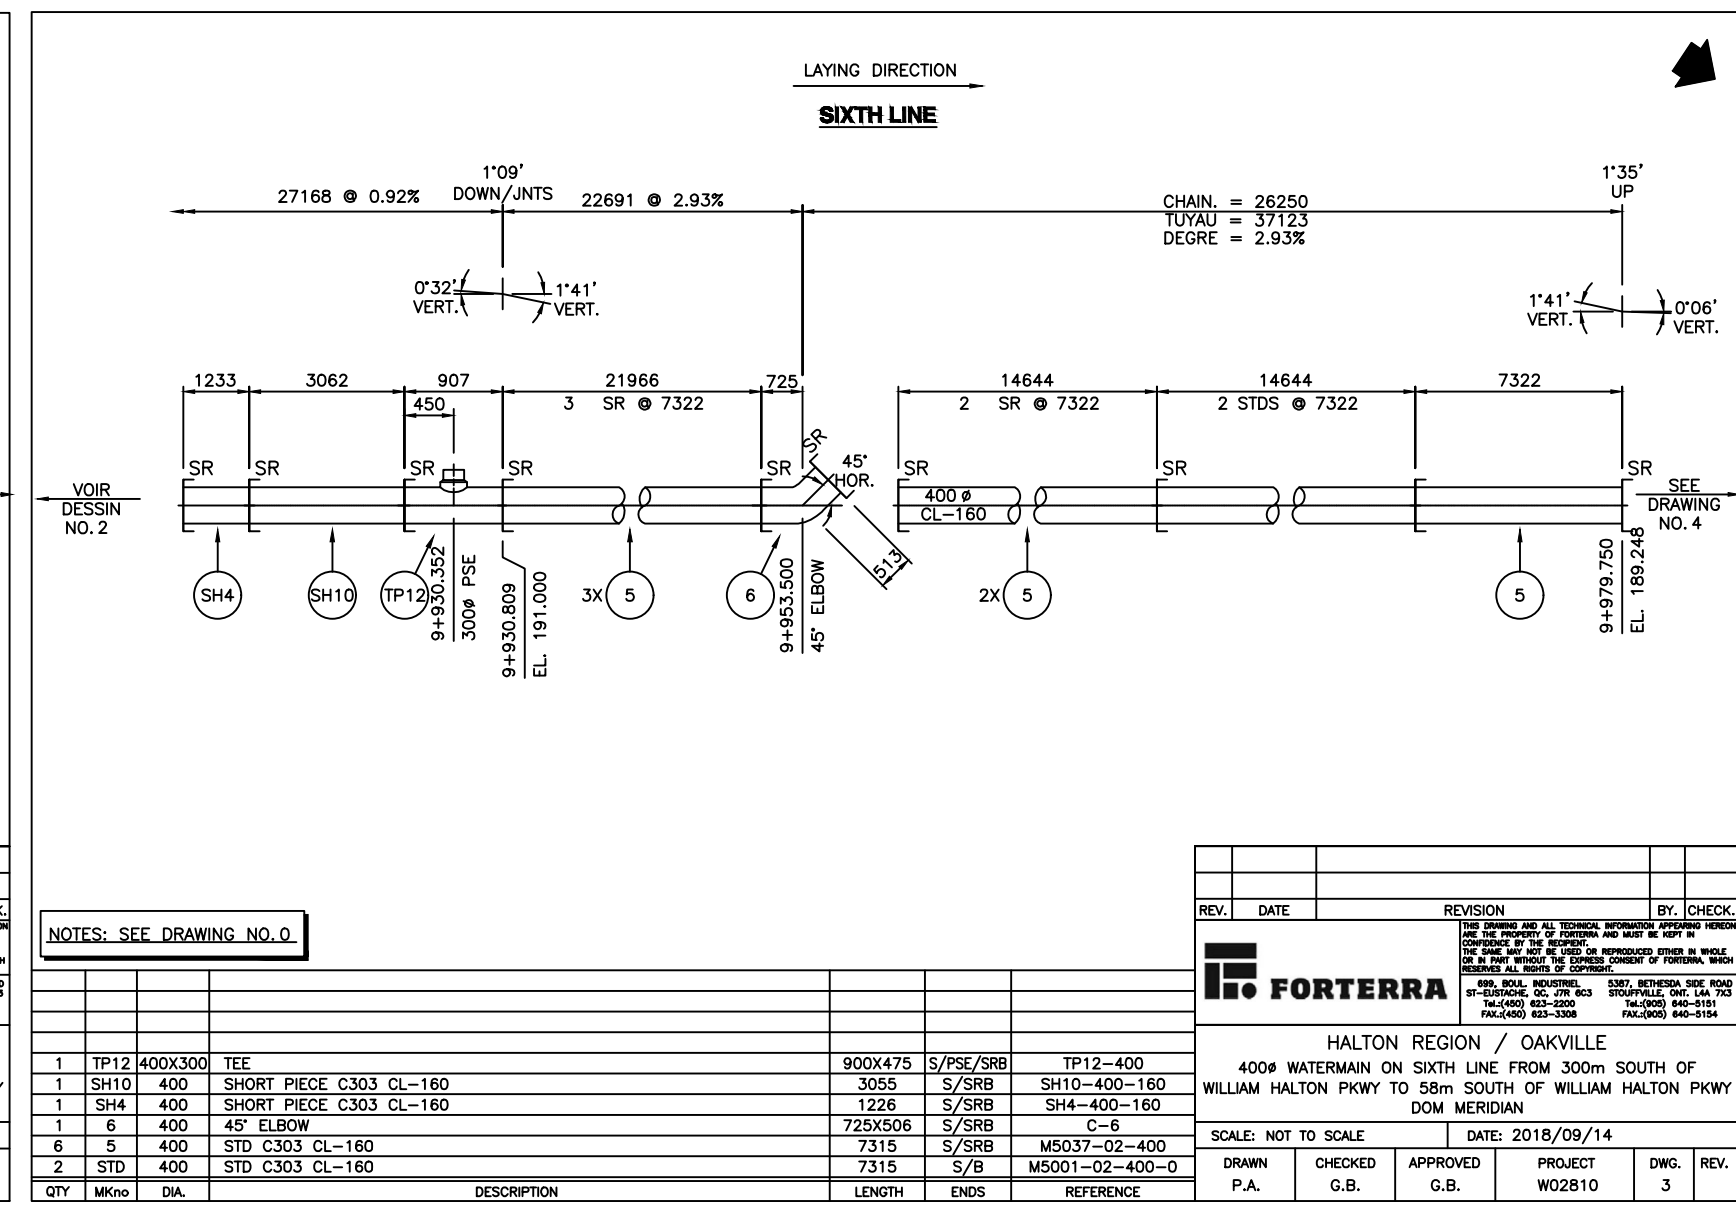 LAYING DIRECTION
SIXTH LINE
27168 @ 0.92%
1°09'
DOWN/JNTS
22691 @ 2.93%
CHAIN. = 26250
TUYAU = 37123
DEGRE = 2.93%
1°35'
UP
0°32'
VERT.
1°41'
VERT.
1°41'
VERT.
0°06'
VERT.
1233
3062
907
450
21966
3 SR @ 7322
725
14644
2 SR @ 7322
14644
2 STDS @ 7322
7322
SR
SR
SR
SR
SR
SR
45°
HOR.
SR
SR
SR
VOIR
DESSIN
NO. 2
400 ø
CL-160
SEE
DRAWING
NO. 4
SH4
SH10
TP12
9+930.352
300ø PSE
9+930.809
EL. 191.000
3X 5
6
9+953.500
45° ELBOW
513
2X 5
5
9+979.750
EL. 189.248
NOTES: SEE DRAWING NO. 0
1 TP12 400X300 TEE 900X475 S/PSE/SRB TP12-400
1 SH10 400 SHORT PIECE C303 CL-160 3055 S/SRB SH10-400-160
1 SH4 400 SHORT PIECE C303 CL-160 1226 S/SRB SH4-400-160
1 6 400 45° ELBOW 725X506 S/SRB C-6
6 5 400 STD C303 CL-160 7315 S/SRB M5037-02-400
2 STD 400 STD C303 CL-160 7315 S/B M5001-02-400-0
QTY MKno DIA. DESCRIPTION LENGTH ENDS REFERENCE
REV. DATE REVISION BY. CHECK.
FORTERRA
THIS DRAWING AND ALL TECHNICAL INFORMATION APPEARING HEREON
ARE THE PROPERTY OF FORTERRA AND MUST BE KEPT IN
CONFIDENCE BY THE RECIPIENT.
THE SAME MAY NOT BE USED OR REPRODUCED EITHER IN WHOLE
OR IN PART WITHOUT THE EXPRESS CONSENT OF FORTERRA, WHICH
RESERVES ALL RIGHTS OF COPYRIGHT.
699, BOUL. INDUSTRIEL
ST-EUSTACHE, QC, J7R 6C3
Tel.:(450) 623-2200
FAX.:(450) 623-3308
5387, BETHESDA SIDE ROAD
STOUFFVILLE, ONT. L4A 7X3
Tel.:(905) 640-5151
FAX.:(905) 640-5154
HALTON REGION / OAKVILLE
400ø WATERMAIN ON SIXTH LINE FROM 300m SOUTH OF
WILLIAM HALTON PKWY TO 58m SOUTH OF WILLIAM HALTON PKWY
DOM MERIDIAN
SCALE: NOT TO SCALE DATE: 2018/09/14
DRAWN CHECKED APPROVED PROJECT DWG. REV.
P.A. G.B. G.B. W02810 3